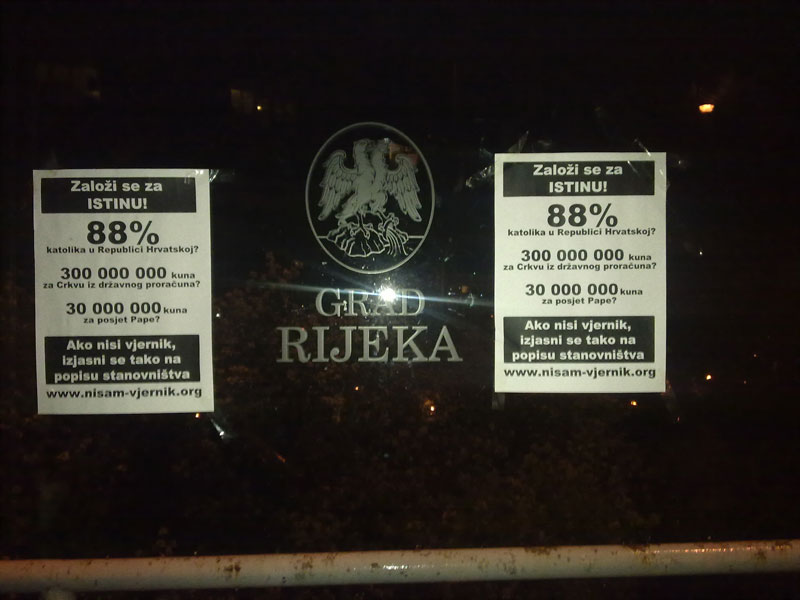 Založi se za
ISTINU!
88%
katolika u Republici Hrvatskoj?
300 000 000 kuna
za Crkvu iz državnog proračuna?
30 000 000 kuna
za posjet Pape?
Ako nisi vjernik,
izjasni se tako na
popisu stanovništva
www.nisam-vjernik.org
GRAD
RIJEKA
Založi se za
ISTINU!
88%
katolika u Republici Hrvatskoj?
300 000 000 kuna
za Crkvu iz državnog proračuna?
30 000 000 kuna
za posjet Pape?
Ako nisi vjernik,
izjasni se tako na
popisu stanovništva
www.nisam-vjernik.org